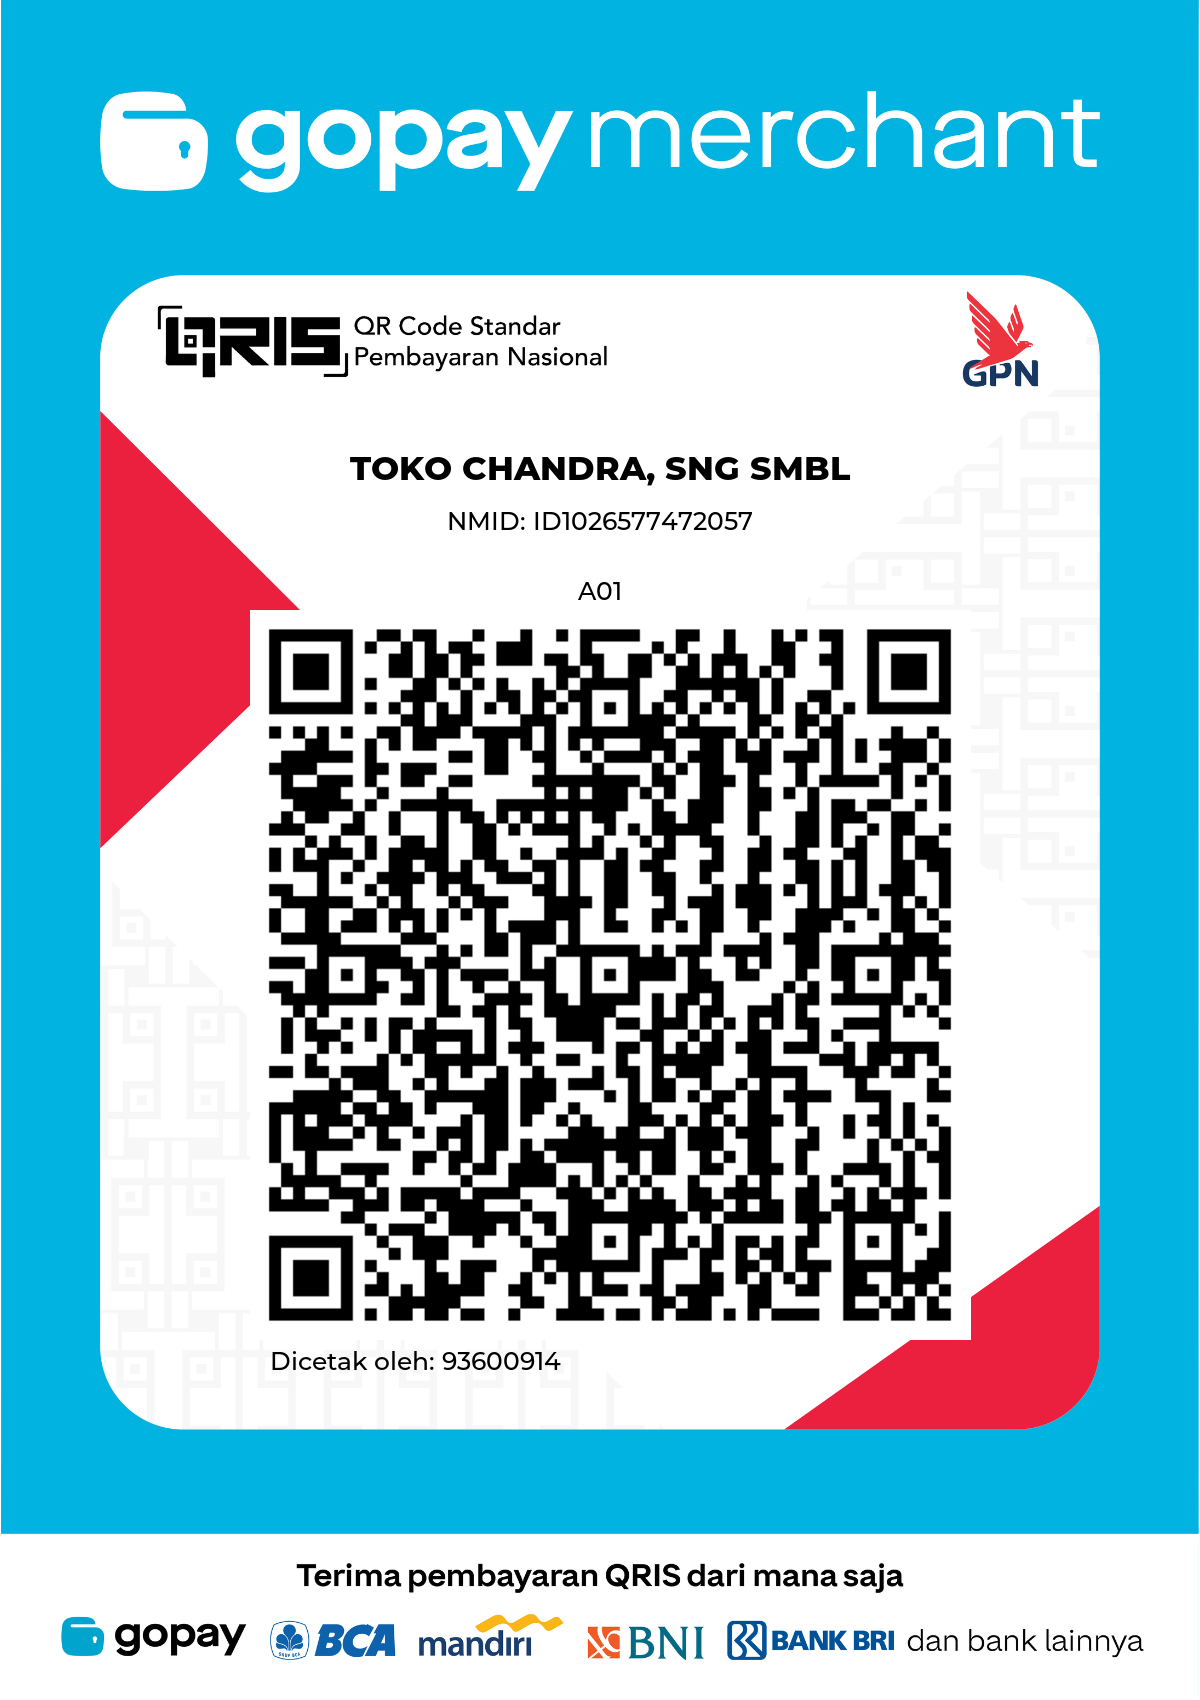 gopay merchant
QRIS QR Code Standar
Pembayaran Nasional
GPN
TOKO CHANDRA, SNG SMBL
NMID: ID1026577472057
A01
Dicetak oleh: 93600914
Terima pembayaran QRIS dari mana saja
gopay BCA mandiri BNI BANK BRI dan bank lainnya